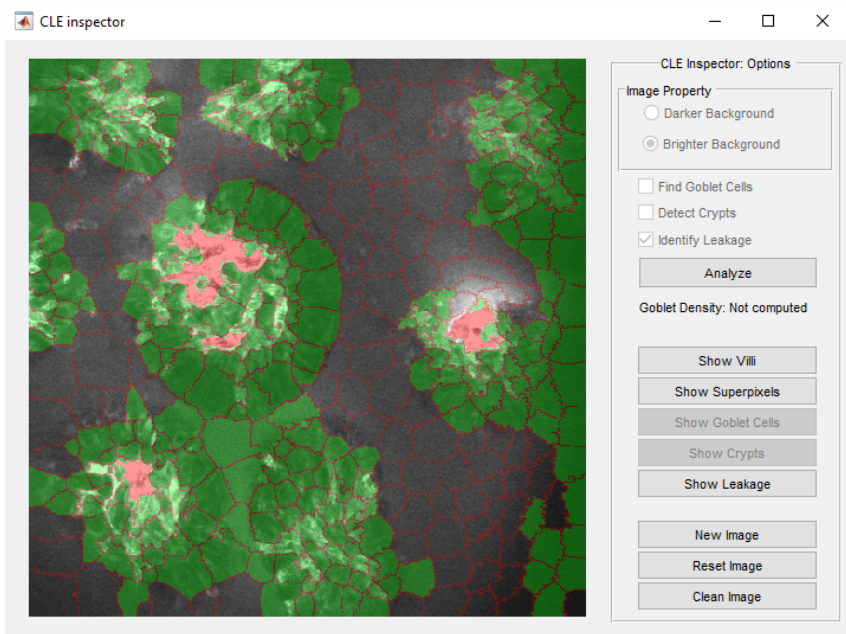 CLE inspector
CLE Inspector: Options
Image Property
Darker Background
Brighter Background
Find Goblet Cells
Detect Crypts
Identify Leakage
Analyze
Goblet Density: Not computed
Show Villi
Show Superpixels
Show Goblet Cells
Show Crypts
Show Leakage
New Image
Reset Image
Clean Image